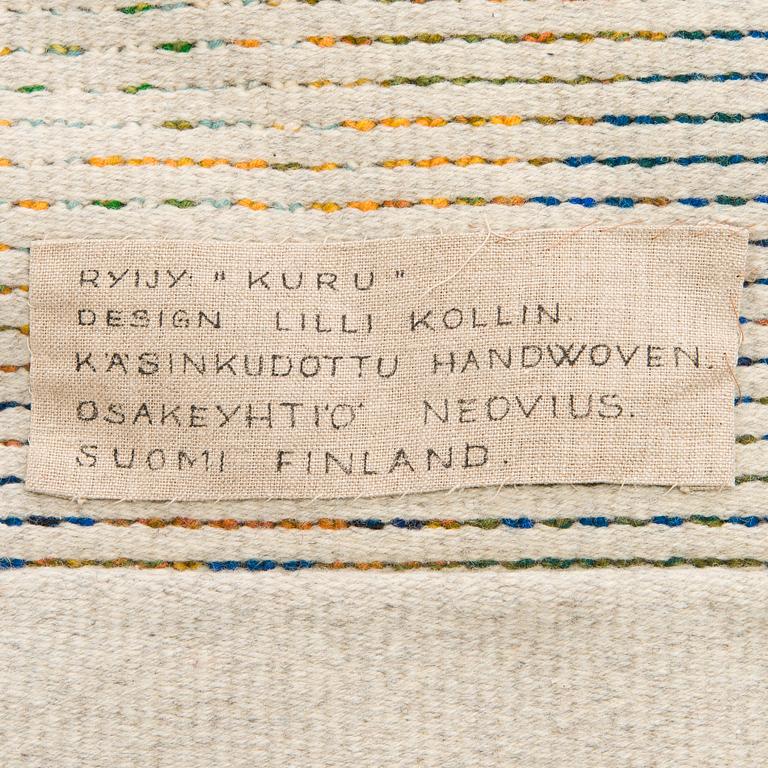 RYIJY: "KURU"
DESIGN LILLI KOLLIN.
KÄSINKUDOTTU HANDWOVEN.
OSAKEYHTIÖ NEOVIUS.
SUOMI FINLAND.